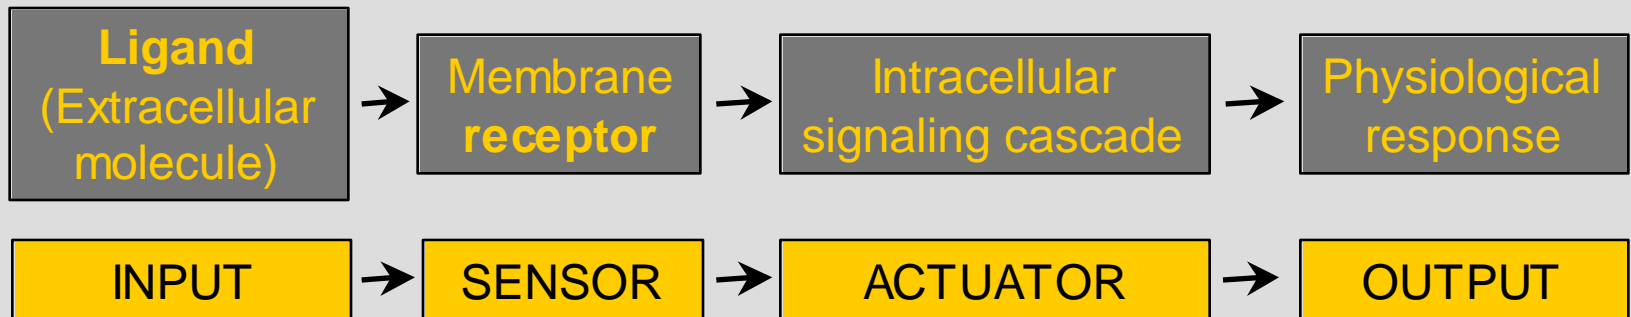 Ligand
(Extracellular
molecule)
Membrane
receptor
Intracellular
signaling cascade
Physiological
response
INPUT
SENSOR
ACTUATOR
OUTPUT